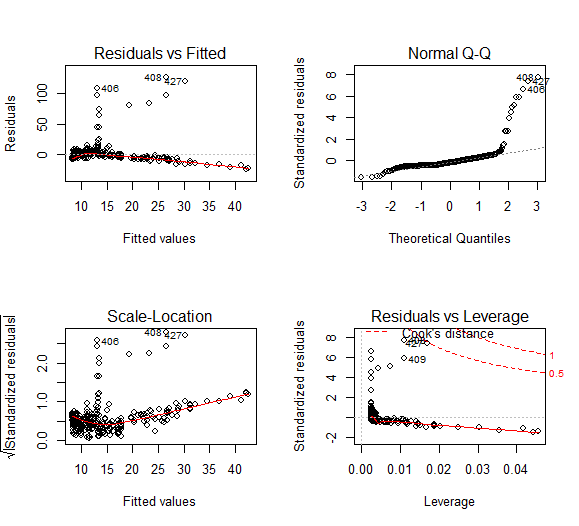 Residuals vs Fitted
Residuals
0 50 100
408
427
406
10 15 20 25 30 35 40
Fitted values
Normal Q-Q
Standardized residuals
0 2 4 6 8
408
427
406
-3 -2 -1 0 1 2 3
Theoretical Quantiles
Scale-Location
√|Standardized residuals|
0.0 1.0 2.0
408
427
406
10 15 20 25 30 35 40
Fitted values
Residuals vs Leverage
Standardized residuals
-2 0 2 4 6 8
Cook's distance
408
427
409
1
0.5
0.00 0.01 0.02 0.03 0.04
Leverage